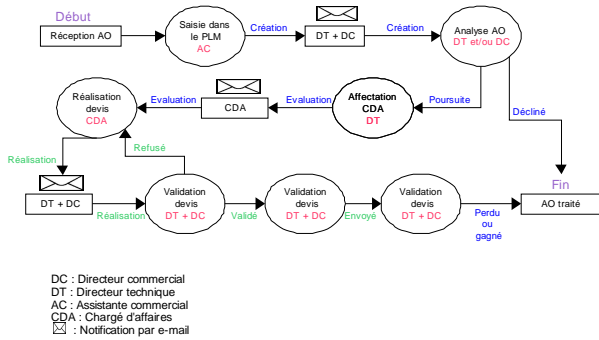 Début
Réception AO
Saisie dans
le PLM
AC
Création
DT + DC
Création
Analyse AO
DT et/ou DC
Réalisation
devis
CDA
Evaluation
CDA
Evaluation
Affectation
CDA
DT
Poursuite
Décliné
Réalisation
Refusé
Fin
DT + DC
Réalisation
Validation
devis
DT + DC
Validé
Validation
devis
DT + DC
Envoyé
Validation
devis
DT + DC
Perdu
ou
gagné
AO traité
DC : Directeur commercial
DT : Directeur technique
AC : Assistante commercial
CDA : Chargé d'affaires
: Notification par e-mail